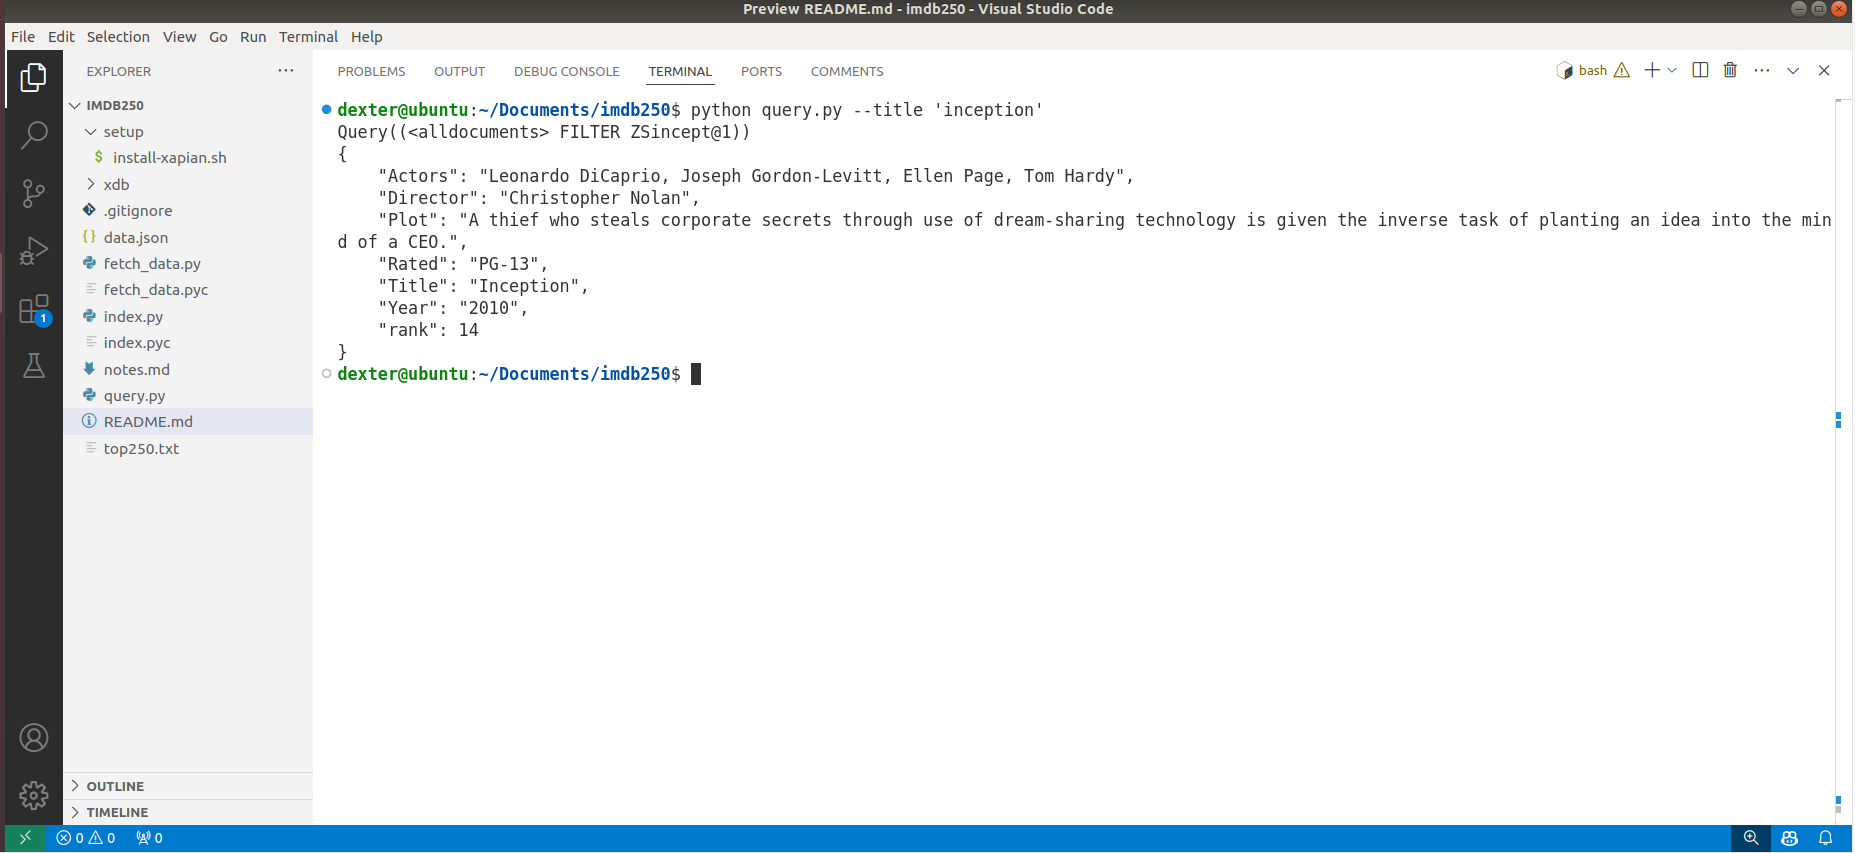 Preview README.md - imdb250 - Visual Studio Code
File Edit Selection View Go Run Terminal Help
EXPLORER
IMDB250
setup
$ install-xapian.sh
xdb
.gitignore
{} data.json
fetch_data.py
fetch_data.pyc
index.py
index.pyc
notes.md
query.py
README.md
top250.txt
OUTLINE
TIMELINE
1
PROBLEMS OUTPUT DEBUG CONSOLE TERMINAL PORTS COMMENTS
bash
dexter@ubuntu:~/Documents/imdb250$ python query.py --title 'inception'
Query((<alldocuments> FILTER ZSincept@1))
{
    "Actors": "Leonardo DiCaprio, Joseph Gordon-Levitt, Ellen Page, Tom Hardy",
    "Director": "Christopher Nolan",
    "Plot": "A thief who steals corporate secrets through use of dream-sharing technology is given the inverse task of planting an idea into the min
d of a CEO.",
    "Rated": "PG-13",
    "Title": "Inception",
    "Year": "2010",
    "rank": 14
}
dexter@ubuntu:~/Documents/imdb250$
0 0 0